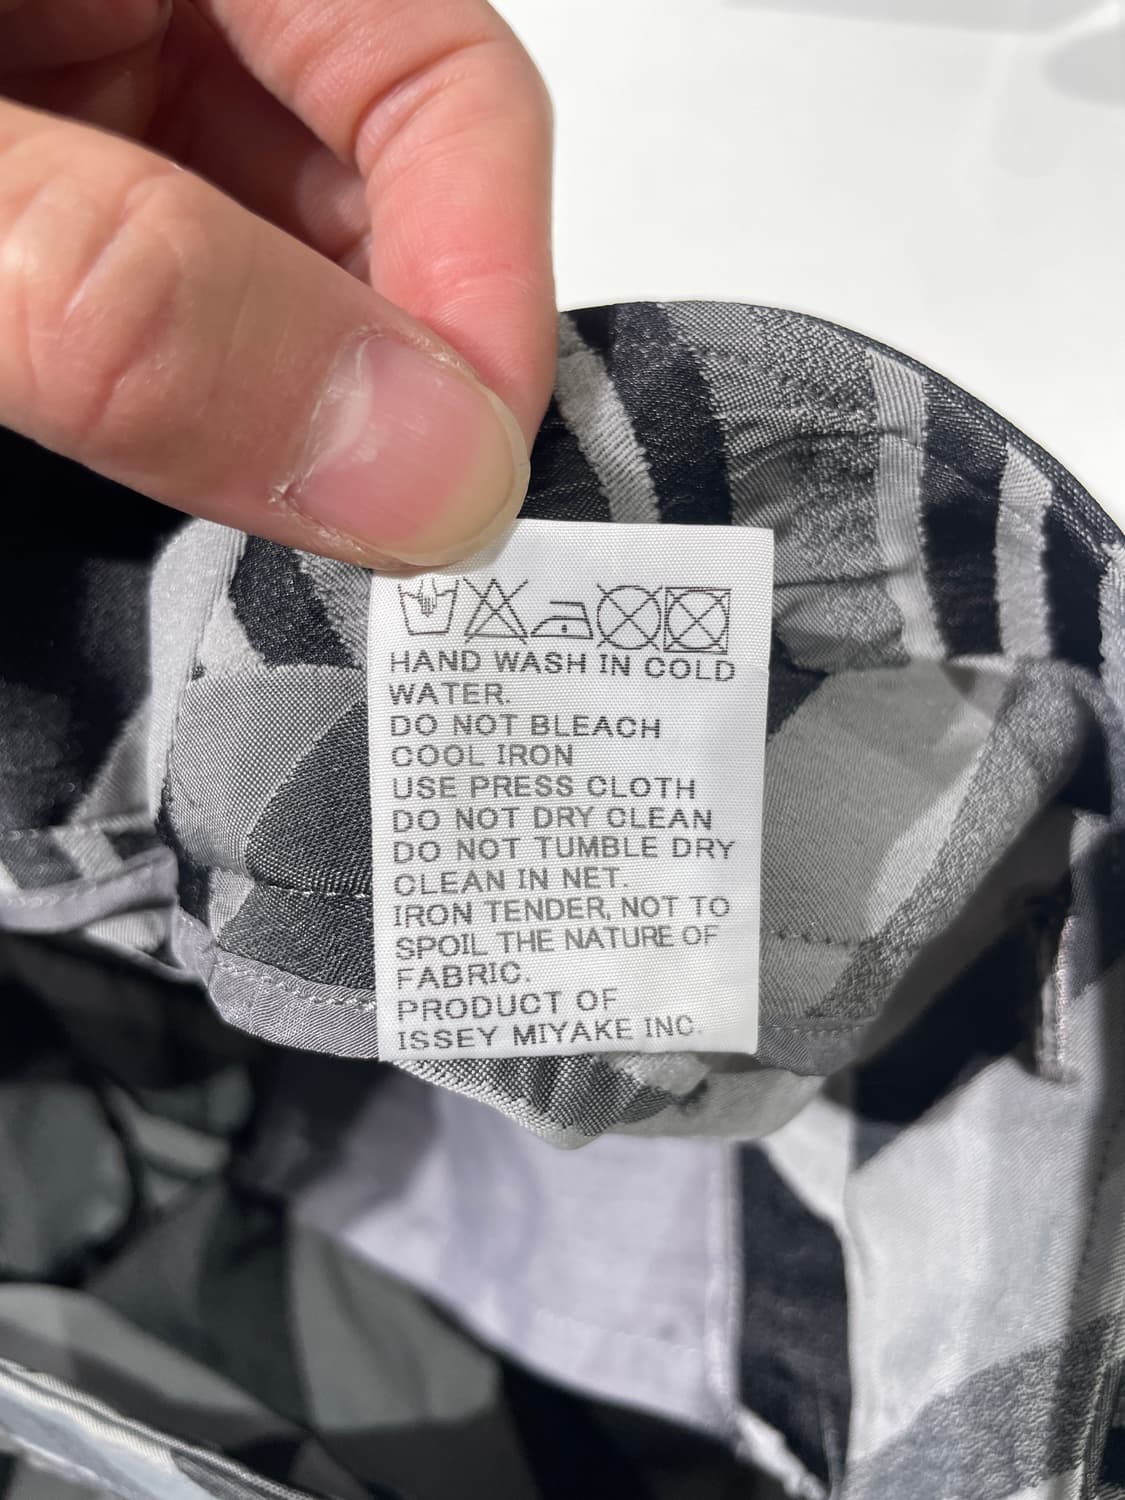 HAND WASH IN COLD
WATER.
DO NOT BLEACH
COOL IRON
USE PRESS CLOTH
DO NOT DRY CLEAN
DO NOT TUMBLE DRY
CLEAN IN NET.
IRON TENDER, NOT TO
SPOIL THE NATURE OF
FABRIC.
PRODUCT OF
ISSEY MIYAKE INC.